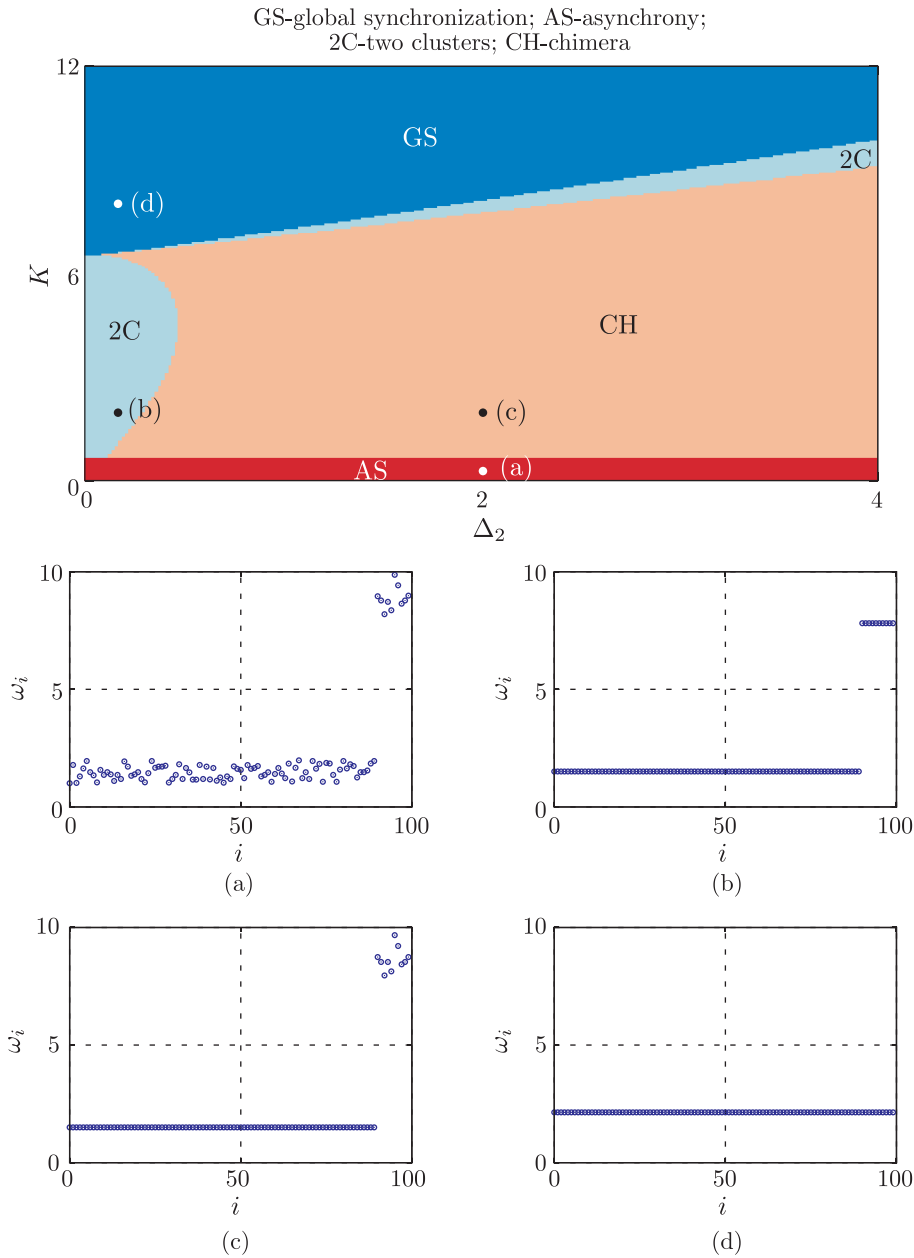 GS-global synchronization; AS-asynchrony;
2C-two clusters; CH-chimera
12
GS
2C
(d)
K
6
2C
CH
(b)
(c)
AS
(a)
0
0
2
4
Δ₂
10
10
ωᵢ
5
ωᵢ
5
0
0
0
50
100
0
50
100
i
i
(a)
(b)
10
10
ωᵢ
5
ωᵢ
5
0
0
0
50
100
0
50
100
i
i
(c)
(d)